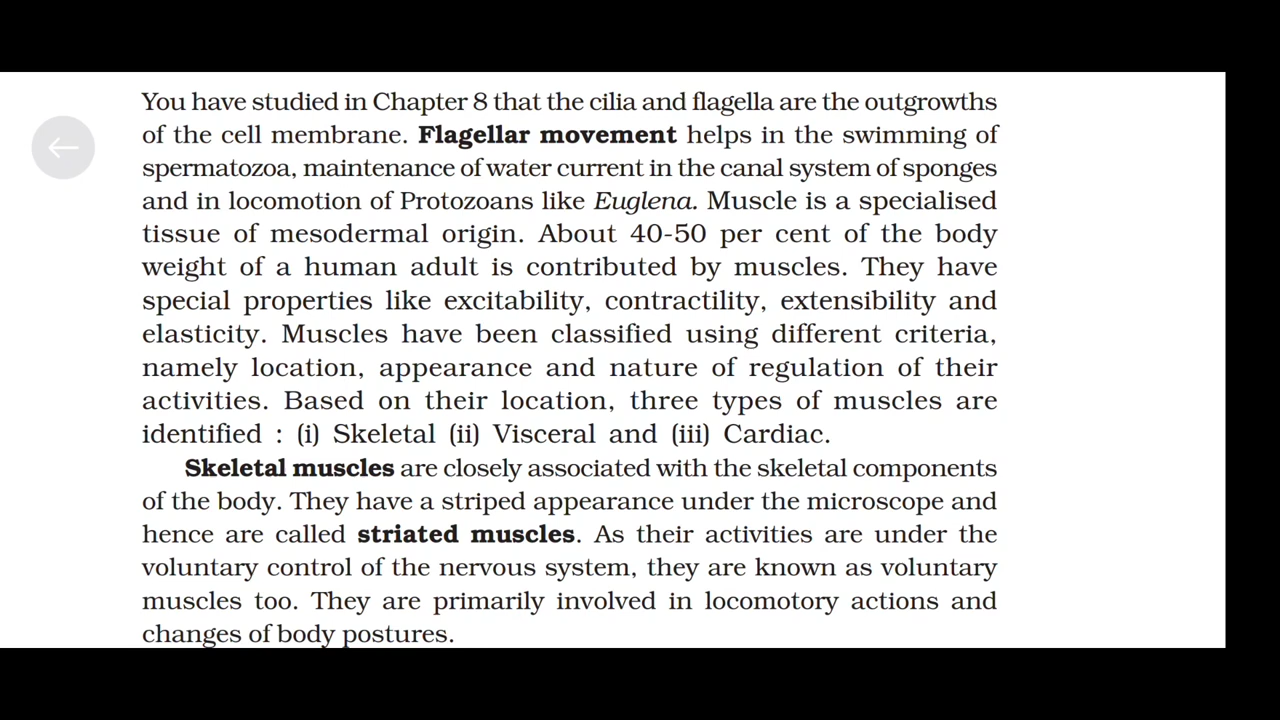 You have studied in Chapter 8 that the cilia and flagella are the outgrowths
of the cell membrane. Flagellar movement helps in the swimming of
spermatozoa, maintenance of water current in the canal system of sponges
and in locomotion of Protozoans like Euglena. Muscle is a specialised
tissue of mesodermal origin. About 40-50 per cent of the body
weight of a human adult is contributed by muscles. They have
special properties like excitability, contractility, extensibility and
elasticity. Muscles have been classified using different criteria,
namely location, appearance and nature of regulation of their
activities. Based on their location, three types of muscles are
identified : (i) Skeletal (ii) Visceral and (iii) Cardiac.
Skeletal muscles are closely associated with the skeletal components
of the body. They have a striped appearance under the microscope and
hence are called striated muscles. As their activities are under the
voluntary control of the nervous system, they are known as voluntary
muscles too. They are primarily involved in locomotory actions and
changes of body postures.